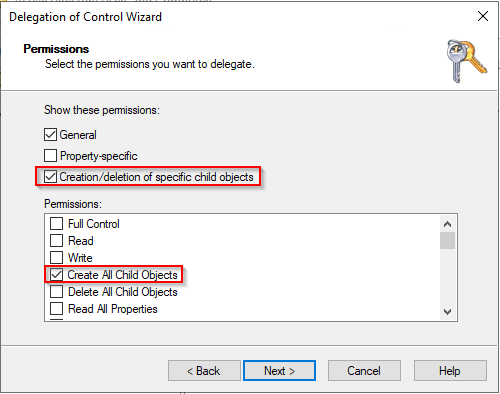 Delegation of Control Wizard
Permissions
Select the permissions you want to delegate.
Show these permissions:
General
Property-specific
Creation/deletion of specific child objects
Permissions:
Full Control
Read
Write
Create All Child Objects
Delete All Child Objects
Read All Properties
< Back
Next >
Cancel
Help